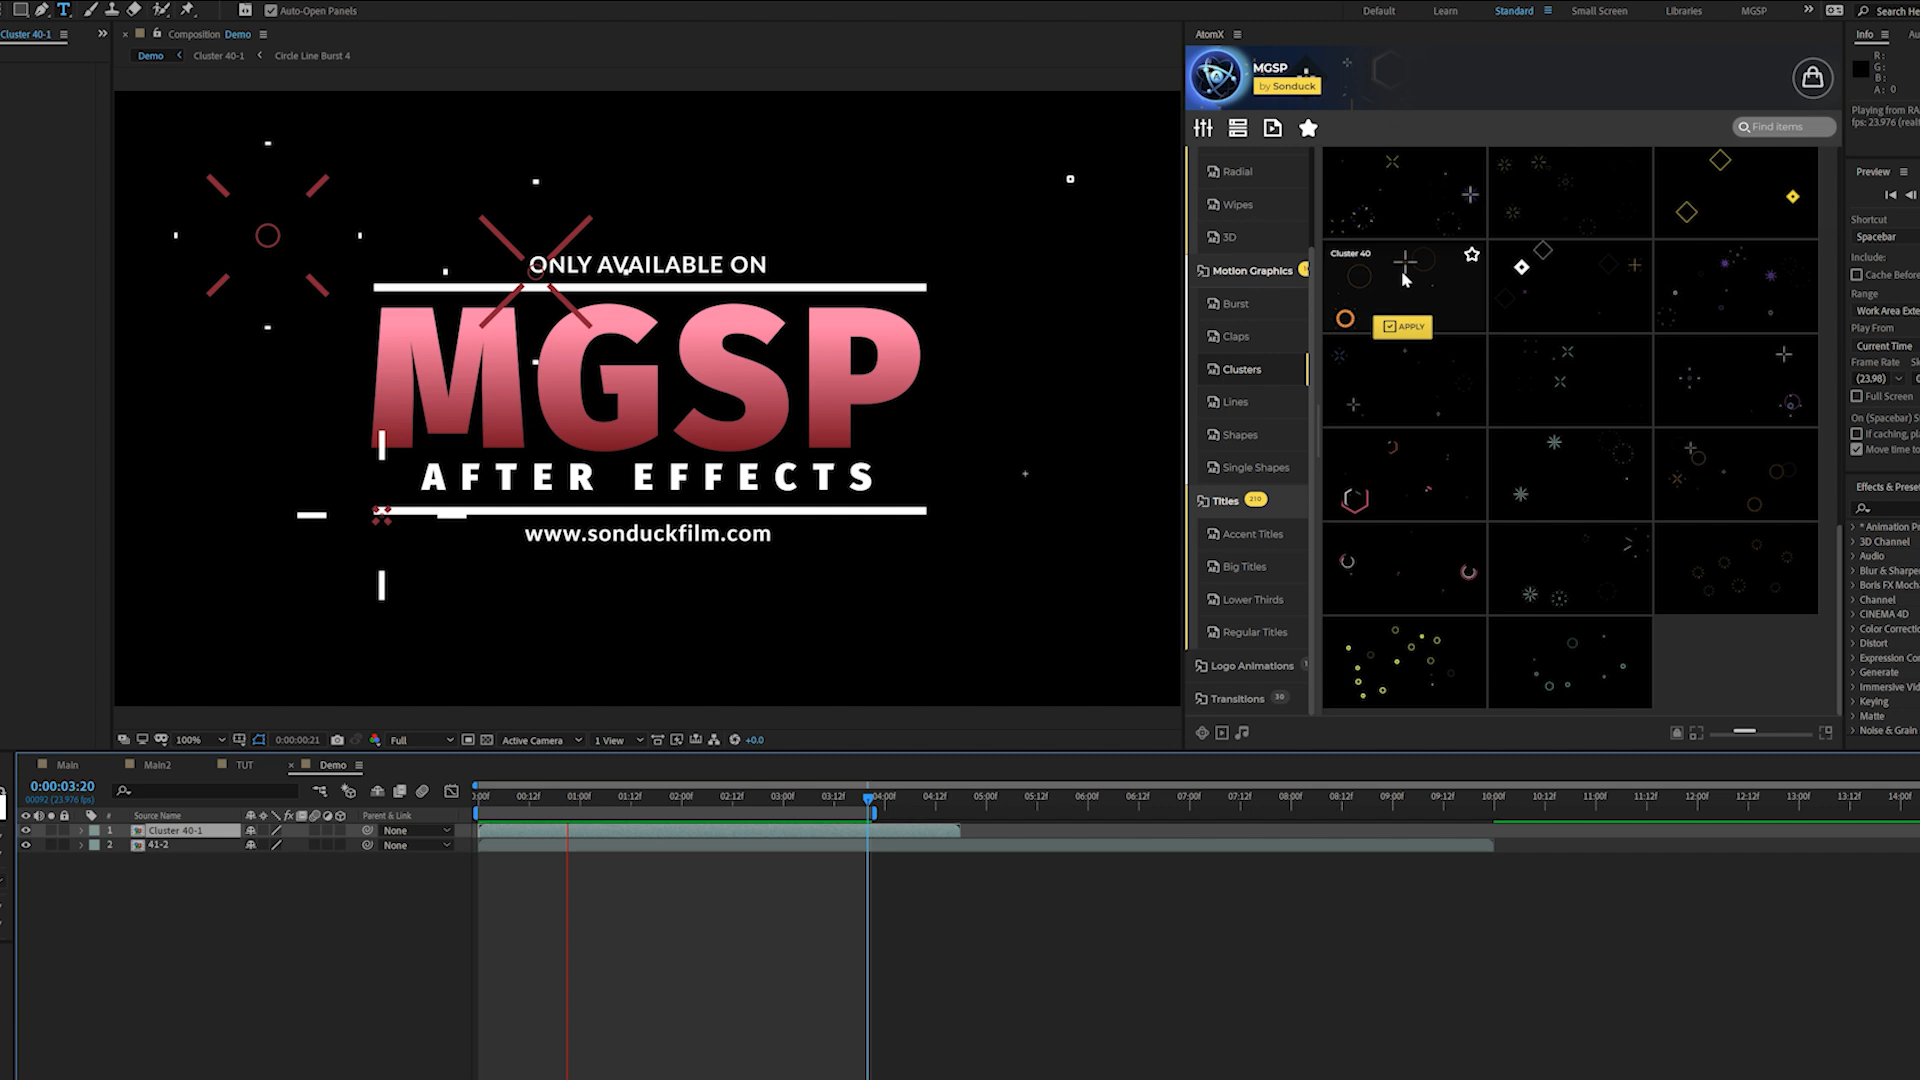 Auto-Open Panels
Default
Learn
Standard
Small Screen
Libraries
MGSP
Search He
Cluster 40-1
Composition Demo
AtomX
Info
Au
Demo
Cluster 40-1
Circle Line Burst 4
MGSP
by Sonduck
R:
G:
B:
A: 0
Playing from RA
fps: 23.976 (realt
Find items
Radial
Wipes
3D
Motion Graphics
Burst
Claps
Clusters
Lines
Shapes
Single Shapes
Titles 210
Accent Titles
Big Titles
Lower Thirds
Regular Titles
Logo Animations
Transitions 30
Cluster 40
APPLY
Preview
Shortcut
Spacebar
Include:
Cache Before
Range
Work Area Exte
Play From
Current Time
Frame Rate
(23.98)
Full Screen
On (Spacebar) S
If caching, pla
Move time to
Effects & Prese
* Animation Pr
3D Channel
Audio
Blur & Sharpe
Boris FX Moch
Channel
CINEMA 4D
Color Correctio
Distort
Expression Co
Generate
Immersive Vid
Keying
Matte
Noise & Grain
ONLY AVAILABLE ON
MGSP
AFTER EFFECTS
www.sonduckfilm.com
100%
0:00:00:21
Full
Active Camera
1 View
+0.0
Main
Main2
TUT
Demo
0:00:03:20
00092 (23.976 fps)
:00f
00:12f
01:00f
01:12f
02:00f
02:12f
03:00f
03:12f
04:00f
04:12f
05:00f
05:12f
06:00f
06:12f
07:00f
07:12f
08:00f
08:12f
09:00f
09:12f
10:00f
10:12f
11:00f
11:12f
12:00f
12:12f
13:00f
13:12f
14:00f
#
Source Name
fx
Parent & Link
1
Cluster 40-1
None
2
41-2
None